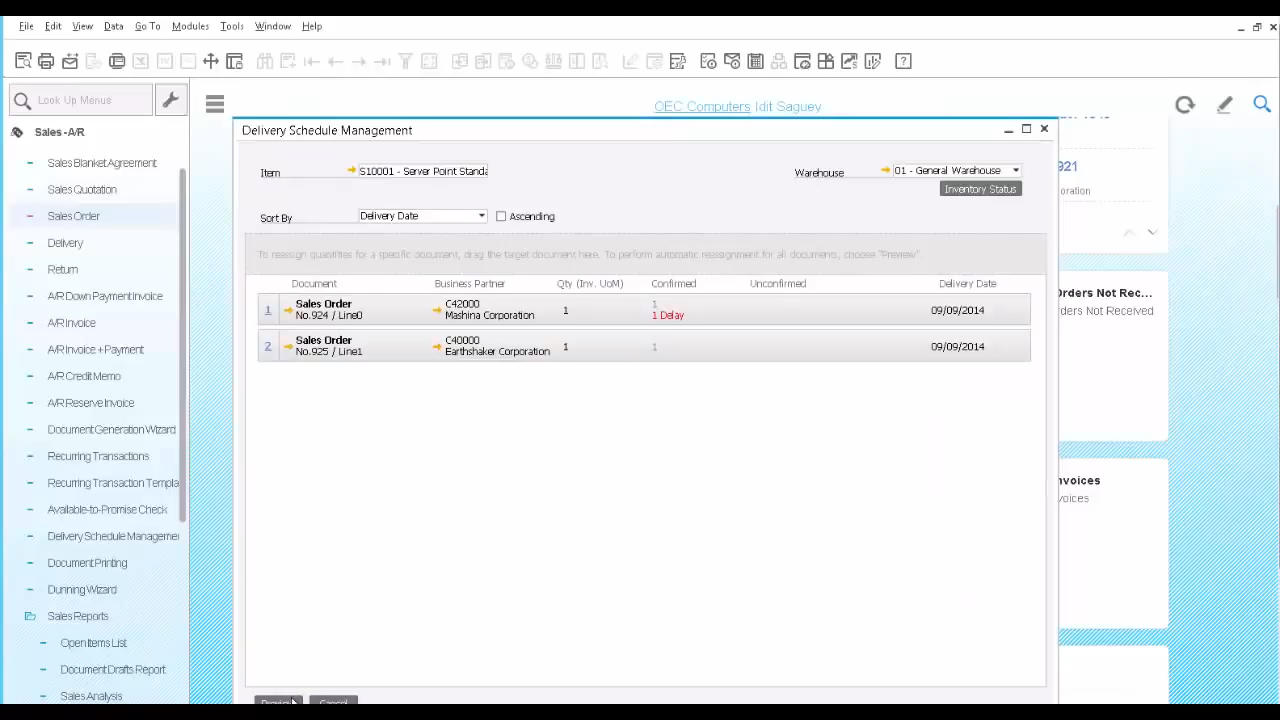 File Edit View Data Go To Modules Tools Window Help
Look Up Menus
OEC Computers Idit Saguey
Sales - A/R
Sales Blanket Agreement
Sales Quotation
Sales Order
Delivery
Return
A/R Down Payment Invoice
A/R Invoice
A/R Invoice + Payment
A/R Credit Memo
A/R Reserve Invoice
Document Generation Wizard
Recurring Transactions
Recurring Transaction Templa
Available-to-Promise Check
Delivery Schedule Manageme
Document Printing
Dunning Wizard
Sales Reports
Open Items List
Document Drafts Report
Sales Analysis
Delivery Schedule Management
Item S10001 - Server Point Standa
Warehouse 01 - General Warehouse
Inventory Status
Sort By Delivery Date Ascending
To reassign quantities for a specific document, drag the target document here. To perform automatic reassignment for all documents, choose "Preview".
Document Business Partner Qty (Inv. UoM) Confirmed Unconfirmed Delivery Date
1 Sales Order No.924 / Line0 C42000 Mashina Corporation 1 1 1 Delay 09/09/2014
2 Sales Order No.925 / Line1 C40000 Earthshaker Corporation 1 1 09/09/2014
921
oration
Orders Not Rec...
rders Not Received
nvoices
voices